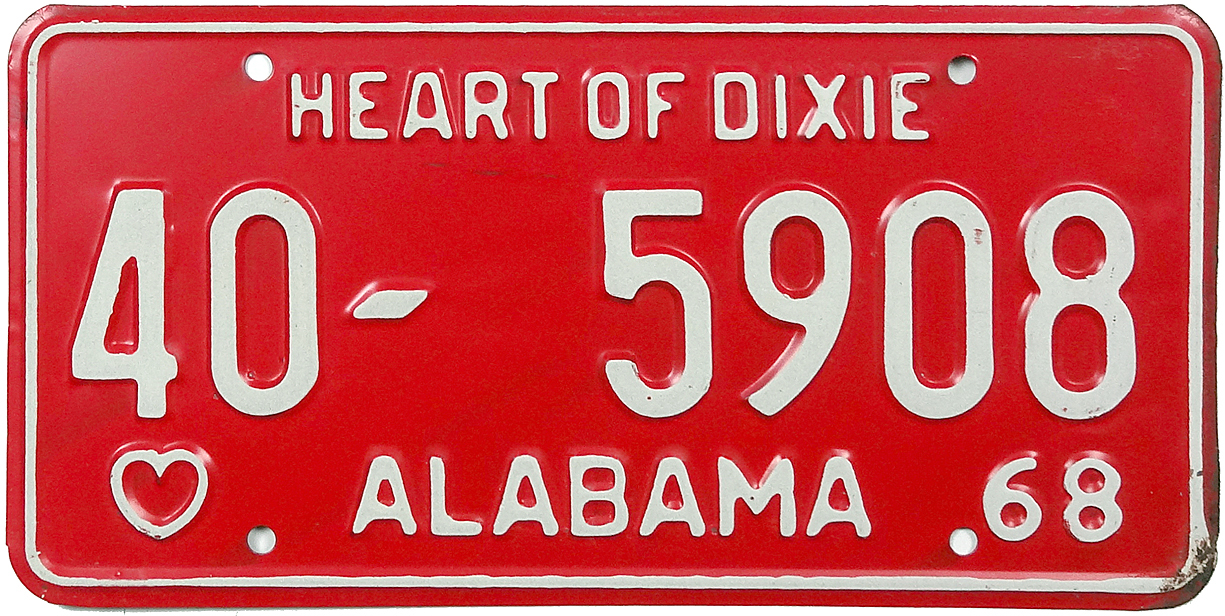 HEART OF DIXIE
40-5908
ALABAMA 68